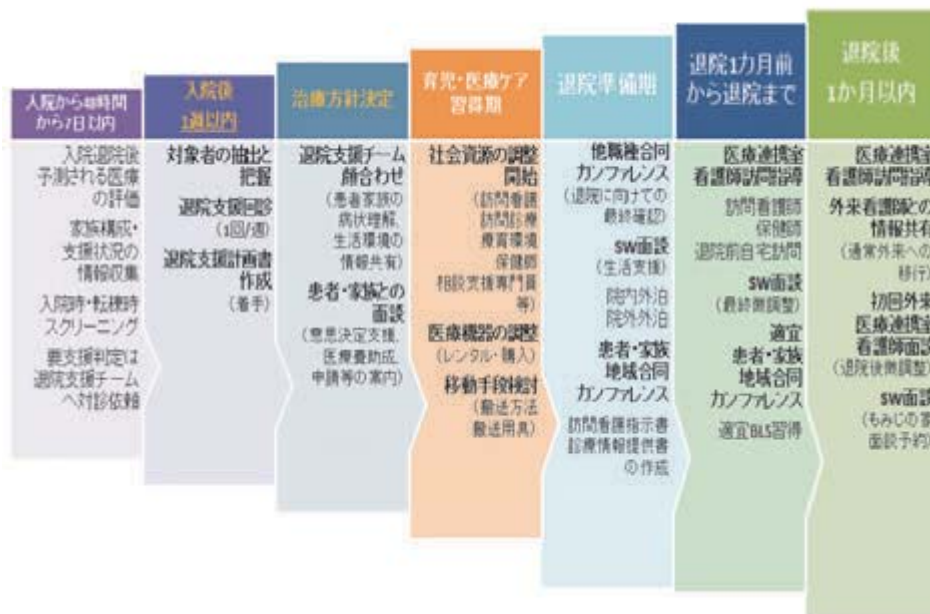 入院から48時間
から7日以内
入院退院後
予測される医療
の評価
家族構成・
支援状況の
情報収集
入院時・転棟時
スクリーニング
要支援判定は
退院支援チーム
へ対診依頼
入院後
1週以内
対象者の抽出と
把握
退院支援回診
(1回/週)
退院支援計画書
作成
(着手)
治療方針決定
退院支援チーム
顔合わせ
(患者家族の
病状理解、
生活環境の
情報共有)
患者・家族との
面談
(意思決定支援、
医療費助成、
申請等の案内)
育児・医療ケア
習得期
社会資源の調整
開始
(訪問看護
訪問診療
療育環境
保健師
相談支援専門員
等)
医療機器の調整
(レンタル・購入)
移動手段検討
(搬送方法
搬送用具)
退院準備期
他職種合同
カンファレンス
(退院に向けての
最終確認)
SW面談
(生活支援)
院内外泊
院外外泊
患者・家族
地域合同
カンファレンス
訪問看護指示書
診療情報提供書
の作成
退院1カ月前
から退院まで
医療連携室
看護師訪問指導
訪問看護師
保健師
退院前自宅訪問
SW面談
(最終微調整)
適宜
患者・家族
地域合同
カンファレンス
適宜BLS習得
退院後
1か月以内
医療連携室
看護師訪問指導
外来看護師との
情報共有
(通常外来への
移行)
初回外来
医療連携室
看護師面談
(退院後微調整)
SW面談
(もみじの家
面談予約)